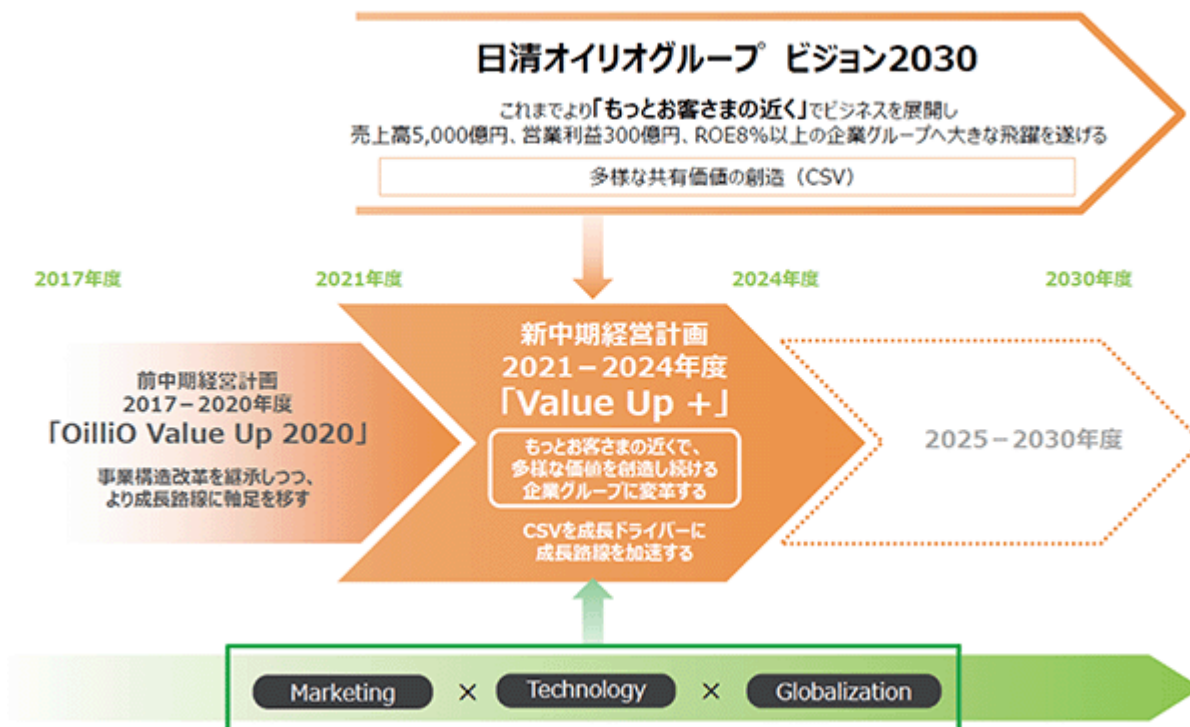 日清オイリオグループ ビジョン2030
これまでより「もっとお客さまの近く」でビジネスを展開し
売上高5,000億円、営業利益300億円、ROE8%以上の企業グループへ大きな飛躍を遂げる
多様な共有価値の創造（CSV）
2017年度
2021年度
2024年度
2030年度
前中期経営計画
2017－2020年度
「OilliO Value Up 2020」
事業構造改革を継承しつつ、
より成長路線に軸足を移す
新中期経営計画
2021－2024年度
「Value Up +」
もっとお客さまの近くで、
多様な価値を創造し続ける
企業グループに変革する
CSVを成長ドライバーに
成長路線を加速する
2025－2030年度
Marketing × Technology × Globalization